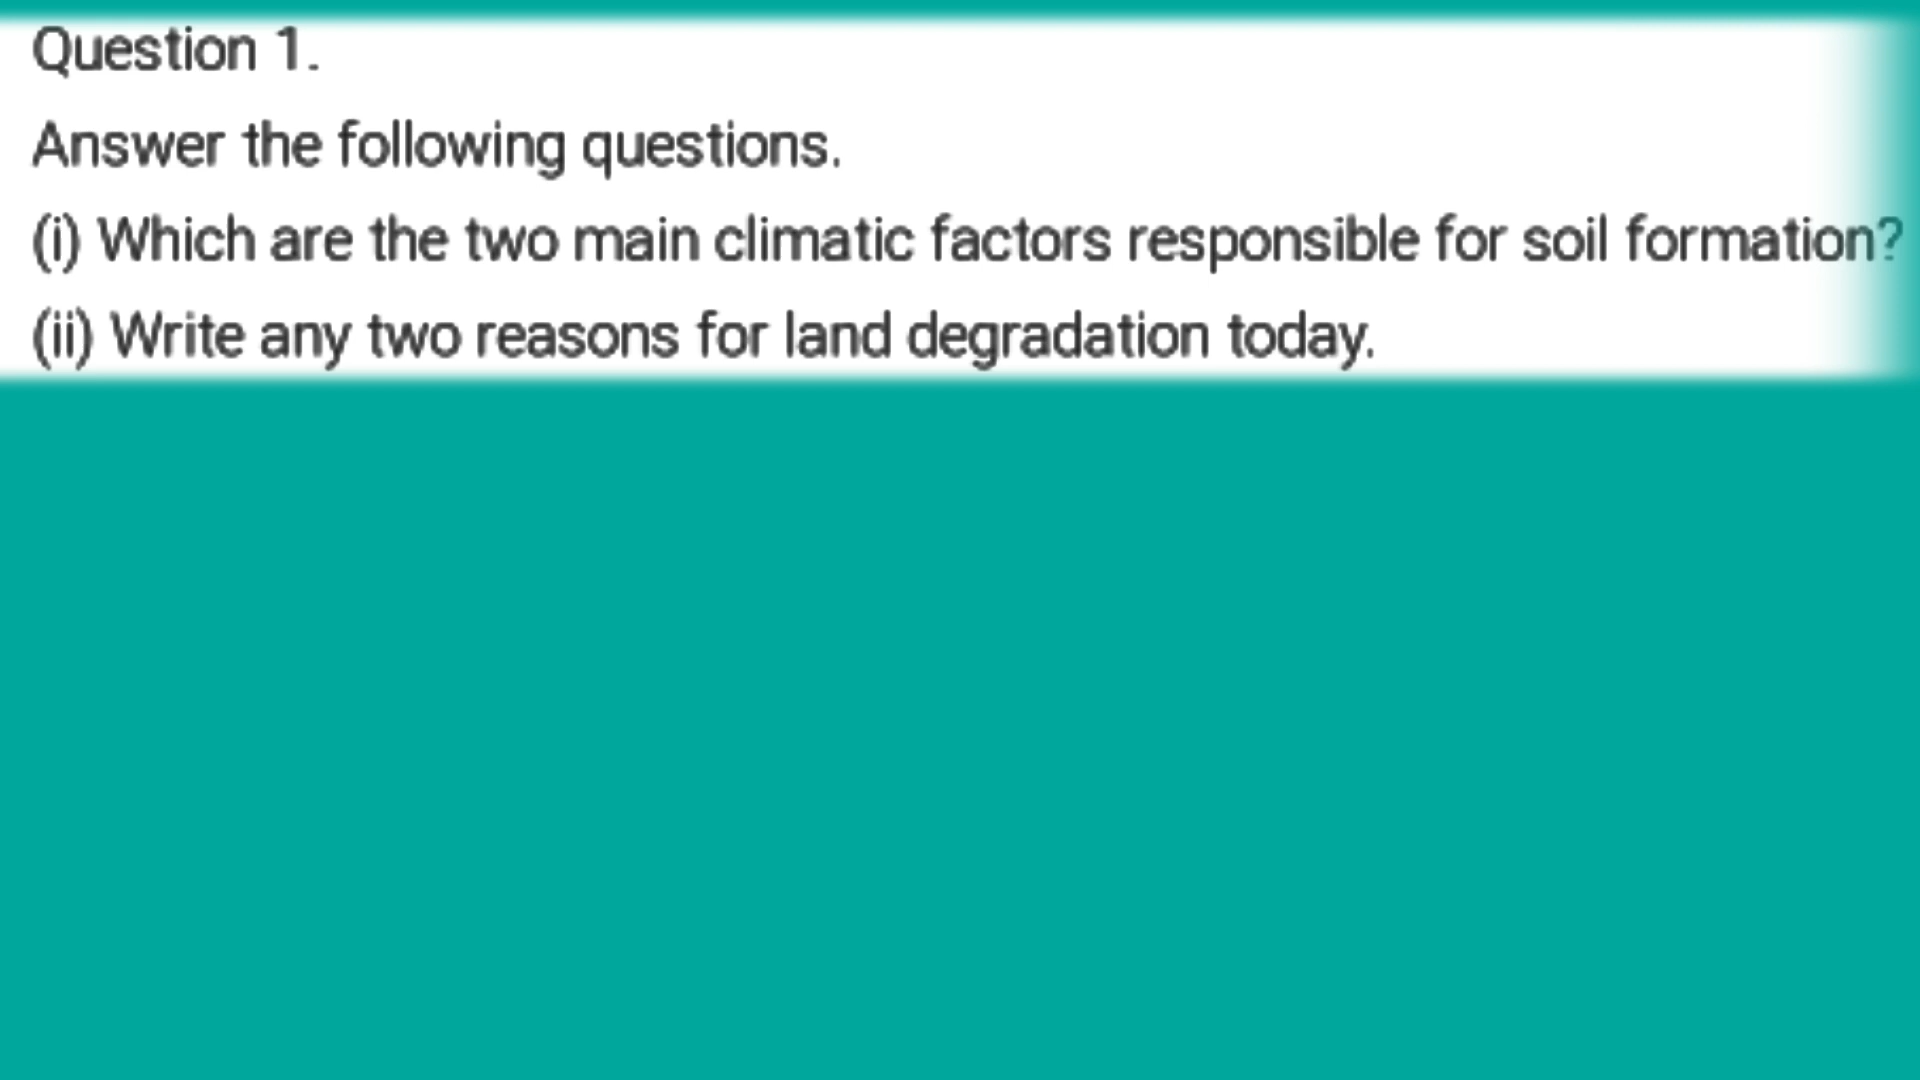 Question 1.
Answer the following questions.
(i) Which are the two main climatic factors responsible for soil formation?
(ii) Write any two reasons for land degradation today.